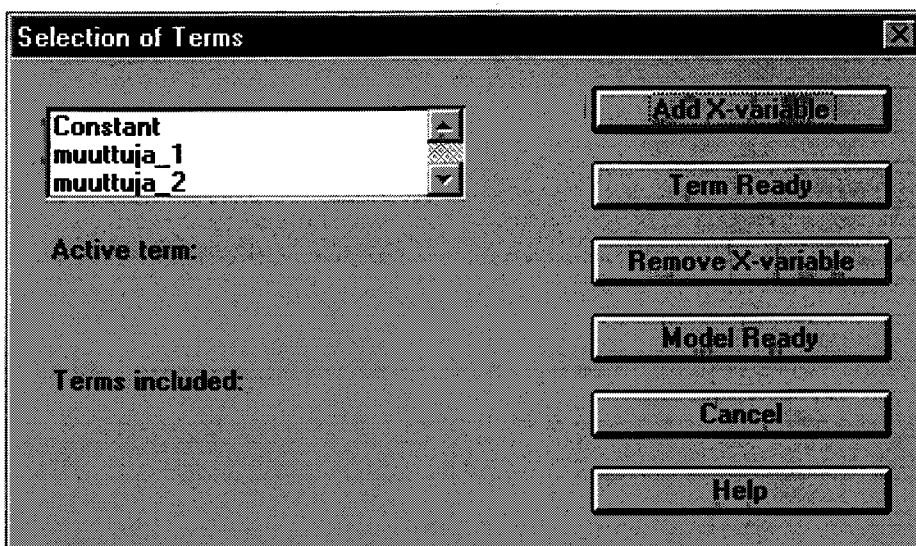 Selection of Terms
Constant
muuttuja_1
muuttuja_2
Active term:
Terms included:
Add X-variable
Term Ready
Remove X-variable
Model Ready
Cancel
Help